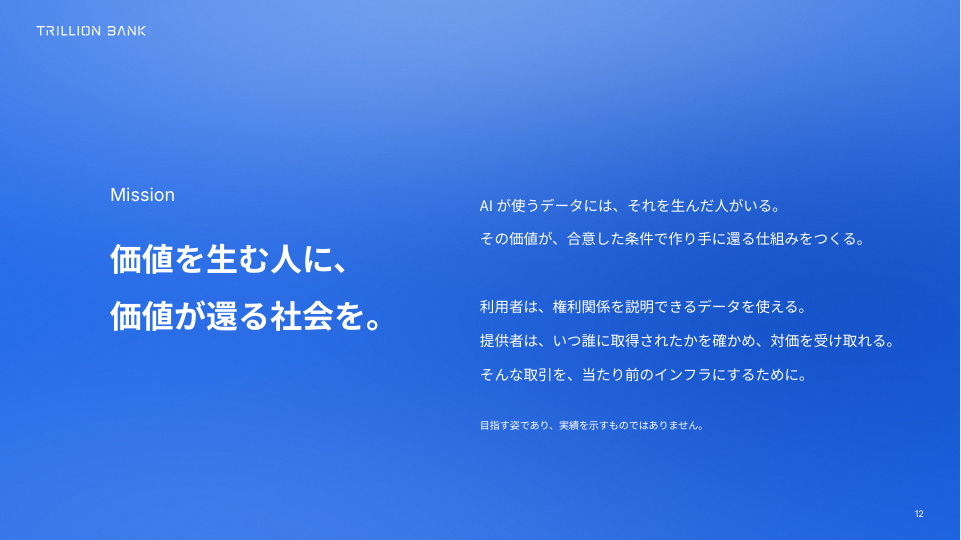 TRILLION BANK
Mission
価値を生む人に、
価値が還る社会を。
AI が使うデータには、それを生んだ人がいる。
その価値が、合意した条件で作り手に還る仕組みをつくる。
利用者は、権利関係を説明できるデータを使える。
提供者は、いつ誰に取得されたかを確かめ、対価を受け取れる。
そんな取引を、当たり前のインフラにするために。
目指す姿であり、実績を示すものではありません。
12